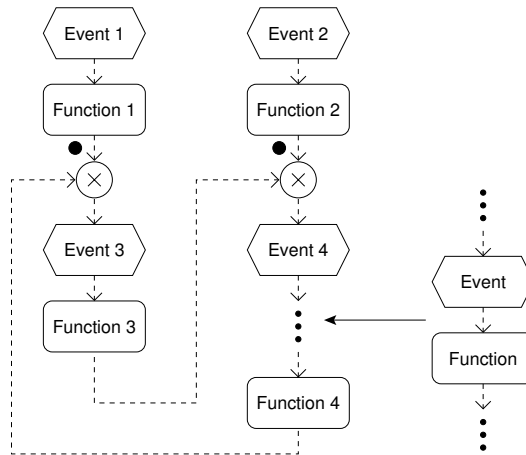 Event 1
Event 2
Function 1
Function 2
Event 3
Event 4
Event
Function 3
Function
Function 4